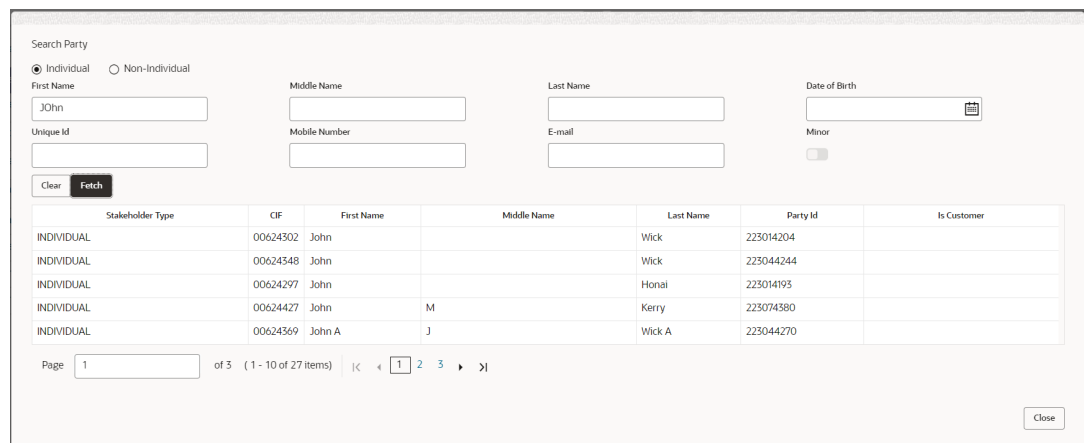 Search Party
Individual Non-Individual
First Name Middle Name Last Name Date of Birth
JOhn
Unique Id Mobile Number E-mail Minor
Clear Fetch
Stakeholder Type CIF First Name Middle Name Last Name Party Id Is Customer
INDIVIDUAL 00624302 John Wick 223014204
INDIVIDUAL 00624348 John Wick 223044244
INDIVIDUAL 00624297 John Honai 223014193
INDIVIDUAL 00624427 John M Kerry 223074380
INDIVIDUAL 00624369 John A J Wick A 223044270
Page 1 of 3 ( 1 - 10 of 27 items) 1 2 3
Close